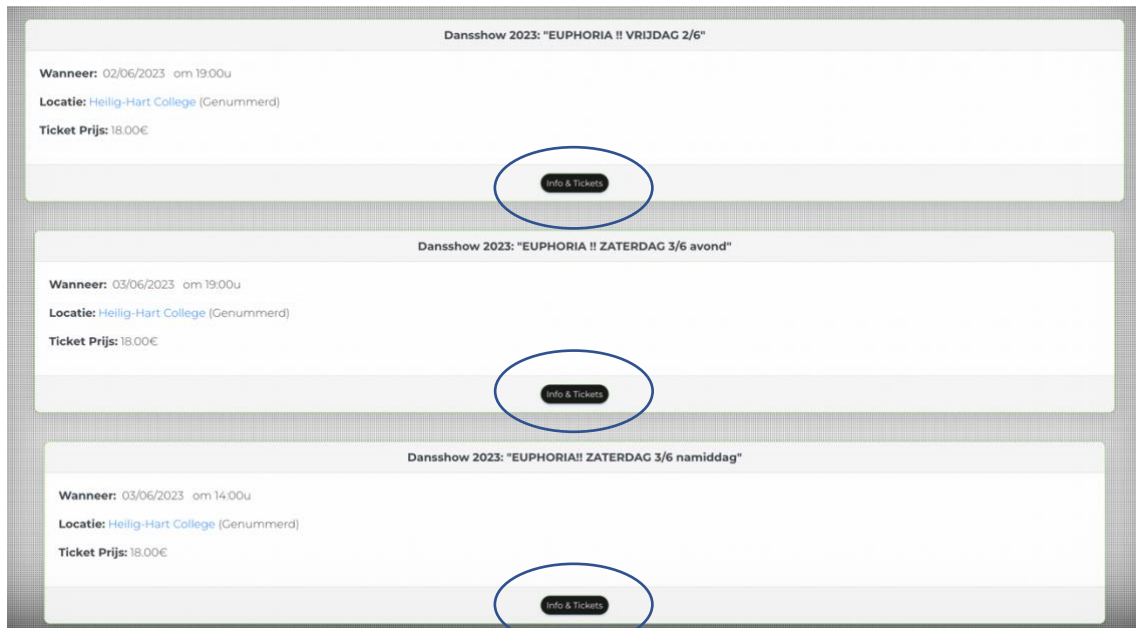 Dansshow 2023: "EUPHORIA !! VRIJDAG 2/6"
Wanneer: 02/06/2023 om 19:00u
Locatie: Heilig-Hart College (Genummerd)
Ticket Prijs: 18.00€
Info & Tickets
Dansshow 2023: "EUPHORIA !! ZATERDAG 3/6 avond"
Wanneer: 03/06/2023 om 19:00u
Locatie: Heilig-Hart College (Genummerd)
Ticket Prijs: 18.00€
Info & Tickets
Dansshow 2023: "EUPHORIA!! ZATERDAG 3/6 namiddag"
Wanneer: 03/06/2023 om 14:00u
Locatie: Heilig-Hart College (Genummerd)
Ticket Prijs: 18.00€
Info & Tickets